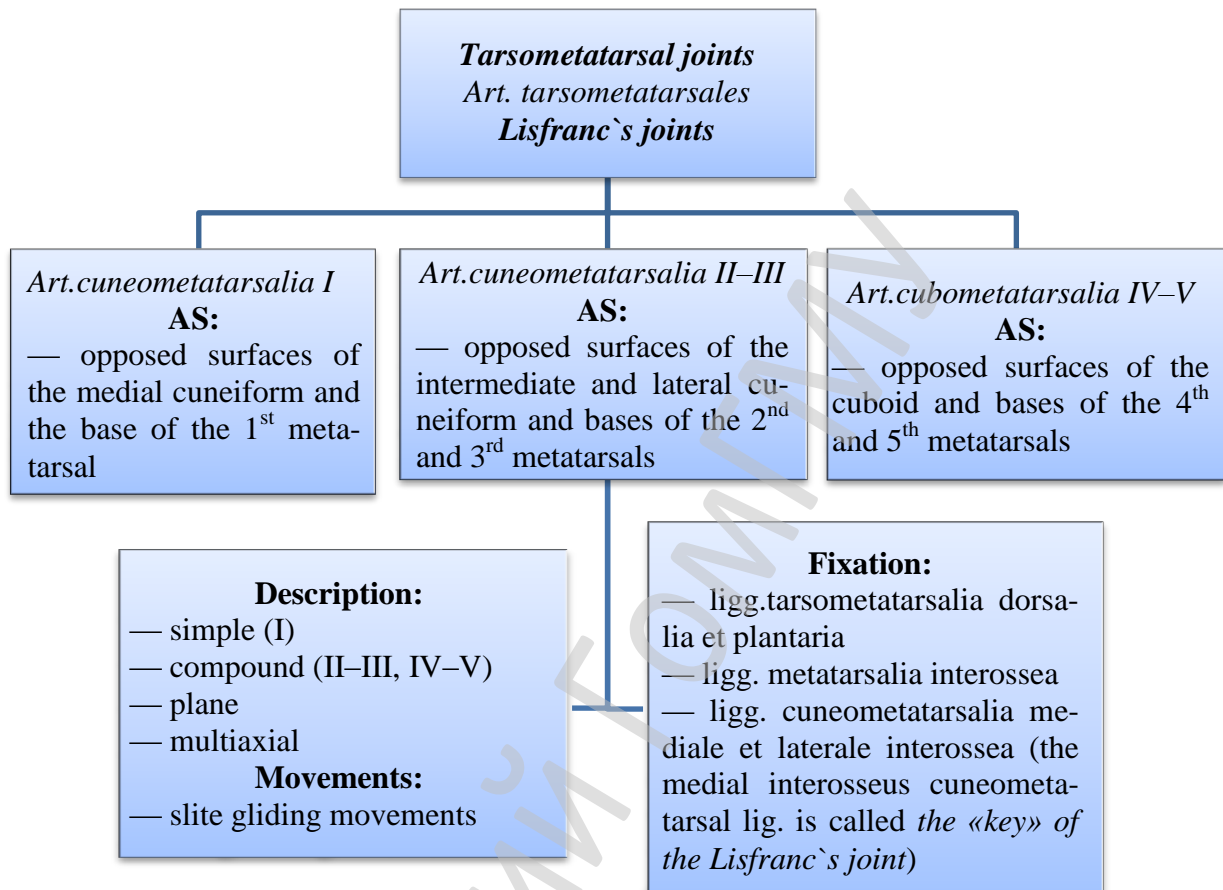 Tarsometatarsal joints
Art. tarsometatarsales
Lisfranc`s joints
Art.cuneometatarsalia I
AS:
— opposed surfaces of
the medial cuneiform and
the base of the 1st meta-
tarsal
Art.cuneometatarsalia II–III
AS:
— opposed surfaces of the
intermediate and lateral cu-
neiform and bases of the 2nd
and 3rd metatarsals
Art.cubometatarsalia IV–V
AS:
— opposed surfaces of the
cuboid and bases of the 4th
and 5th metatarsals
Description:
— simple (I)
— compound (II–III, IV–V)
— plane
— multiaxial
Movements:
— slite gliding movements
Fixation:
— ligg.tarsometatarsalia dorsa-
lia et plantaria
— ligg. metatarsalia interossea
— ligg. cuneometatarsalia me-
diale et laterale interossea (the
medial interosseus cuneometa-
tarsal lig. is called the «key» of
the Lisfranc`s joint)
ий ГомгМу